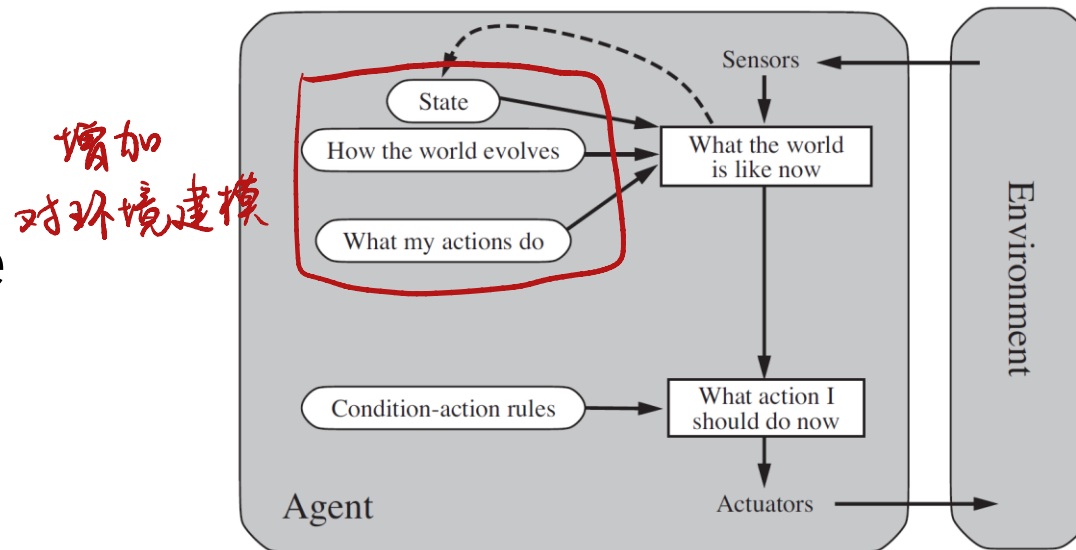 Sensors
State
What the world
is like now
How the world evolves
增加
对环境建模
What my actions do
e
Environment
Condition-action rules
What action I
should do now
Agent
Actuators